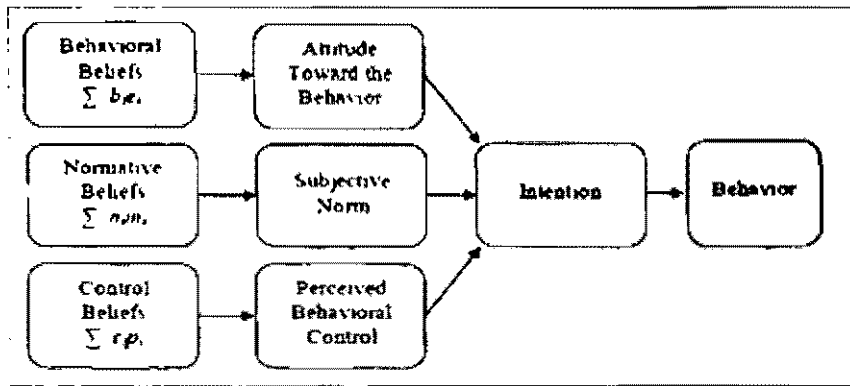 Behavioral
Beliefs
∑
Attitude
Toward the
Behavior
Normative
Beliefs
∑
Subjective
Norm
Intention
Behavior
Control
Beliefs
∑
Perceived
Behavioral
Control